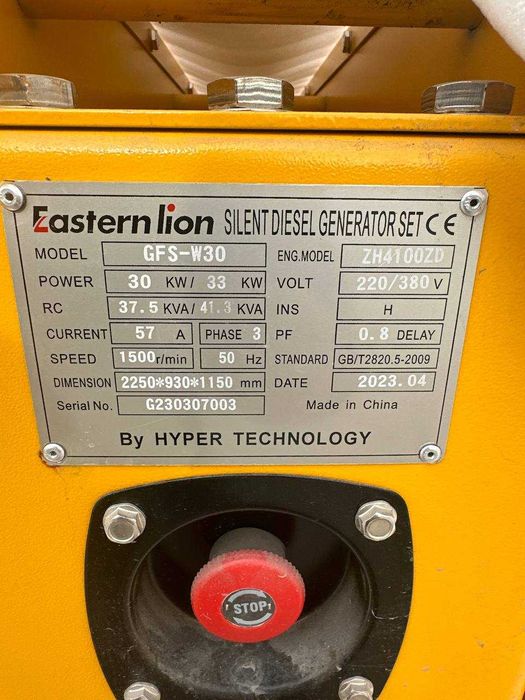 Eastern lion SILENT DIESEL GENERATOR SET CE
MODEL GFS-W30 ENG.MODEL ZH4100ZD
POWER 30 KW/ 33 KW VOLT 220/380 V
RC 37.5 KVA/ 41.3 KVA INS H
CURRENT 57 A PHASE 3 PF 0.8 DELAY
SPEED 1500r/min 50 Hz STANDARD GB/T2820.5-2009
DIMENSION 2250*930*1150 mm DATE 2023.04
Serial No. G230307003 Made in China
By HYPER TECHNOLOGY
STOP